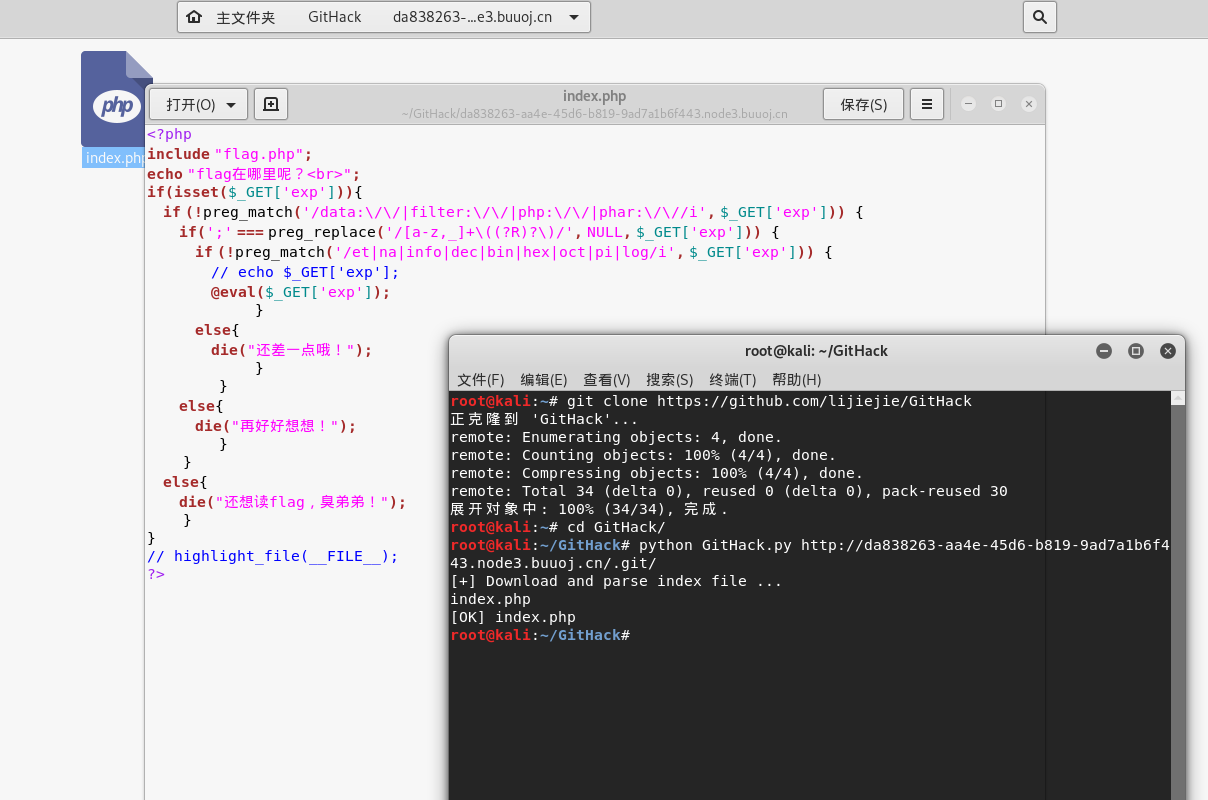 主文件夹 GitHack da838263-...e3.buuoj.cn
php
index.php
打开(O) index.php 保存(S)
~/GitHack/da838263-aa4e-45d6-b819-9ad7a1b6f443.node3.buuoj.cn
<?php
include "flag.php";
echo "flag在哪里呢？<br>";
if(isset($_GET['exp'])){
if (!preg_match('/data:\/\/|filter:\/\/|php:\/\/|phar:\/\//i', $_GET['exp'])) {
if(';' === preg_replace('/[a-z,_]+\((?R)?\)/', NULL, $_GET['exp'])) {
if (!preg_match('/et|na|info|dec|bin|hex|oct|pi|log/i', $_GET['exp'])) {
// echo $_GET['exp'];
@eval($_GET['exp']);
}
else{
die("还差一点哦！");
}
}
else{
die("再好好想想！");
}
}
else{
die("还想读flag，臭弟弟！");
}
}
// highlight_file(__FILE__);
?>
root@kali: ~/GitHack
文件(F) 编辑(E) 查看(V) 搜索(S) 终端(T) 帮助(H)
root@kali:~# git clone https://github.com/lijiejie/GitHack
正克隆到 'GitHack'...
remote: Enumerating objects: 4, done.
remote: Counting objects: 100% (4/4), done.
remote: Compressing objects: 100% (4/4), done.
remote: Total 34 (delta 0), reused 0 (delta 0), pack-reused 30
展开对象中: 100% (34/34), 完成.
root@kali:~# cd GitHack/
root@kali:~/GitHack# python GitHack.py http://da838263-aa4e-45d6-b819-9ad7a1b6f4
43.node3.buuoj.cn/.git/
[+] Download and parse index file ...
index.php
[OK] index.php
root@kali:~/GitHack#